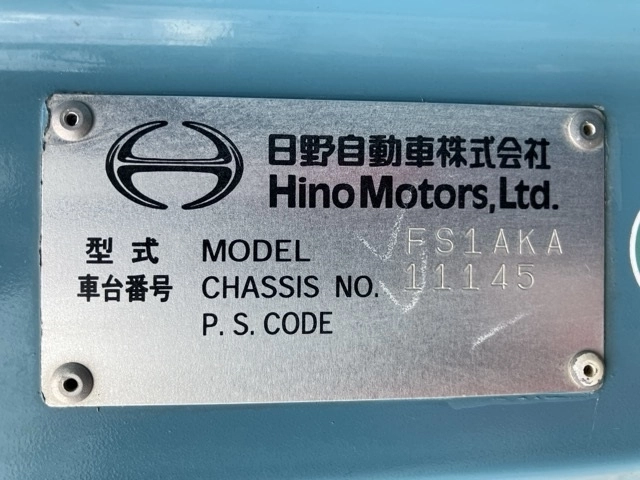 日野自動車株式会社
Hino Motors, Ltd.
型式 MODEL FS1AKA
車台番号 CHASSIS NO. 11145
P. S. CODE